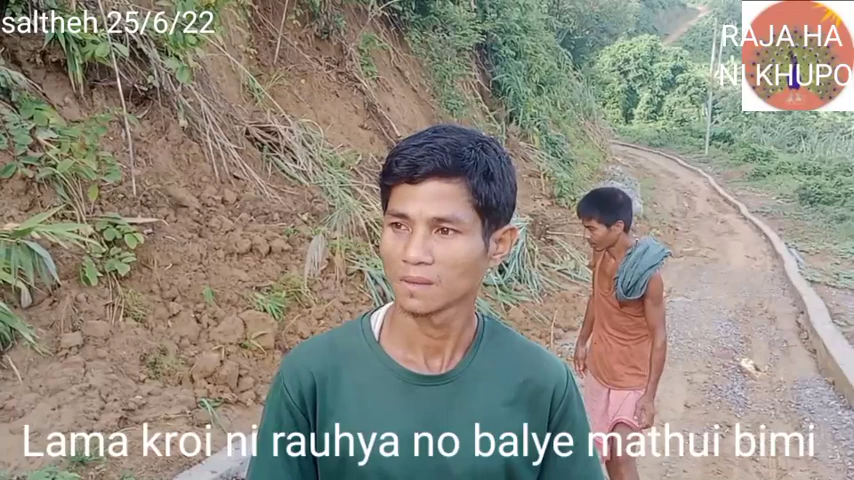 saltheh 25/6/22
RAJA HA
NI KHUPO
Lama kroi ni rauhya no balye mathui bimi